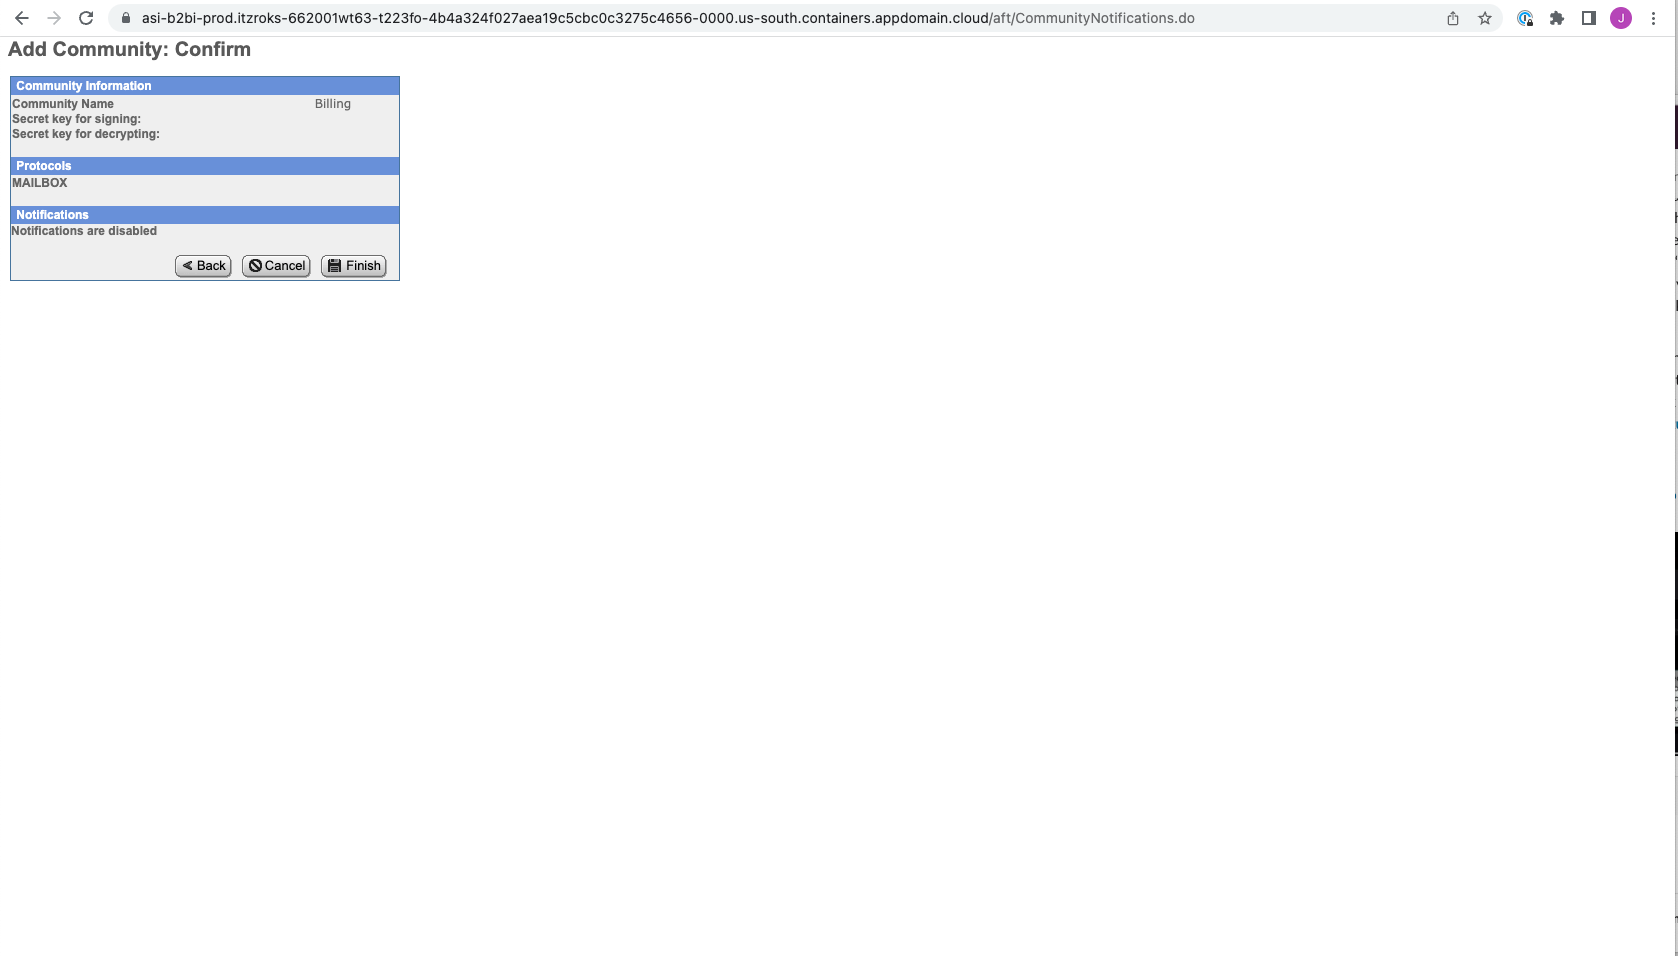 asi-b2bi-prod.itzroks-662001wt63-t223fo-4b4a324f027aea19c5cbc0c3275c4656-0000.us-south.containers.appdomain.cloud/aft/CommunityNotifications.do
J
Add Community: Confirm
Community Information
Community Name Billing
Secret key for signing:
Secret key for decrypting:
Protocols
MAILBOX
Notifications
Notifications are disabled
Back Cancel Finish